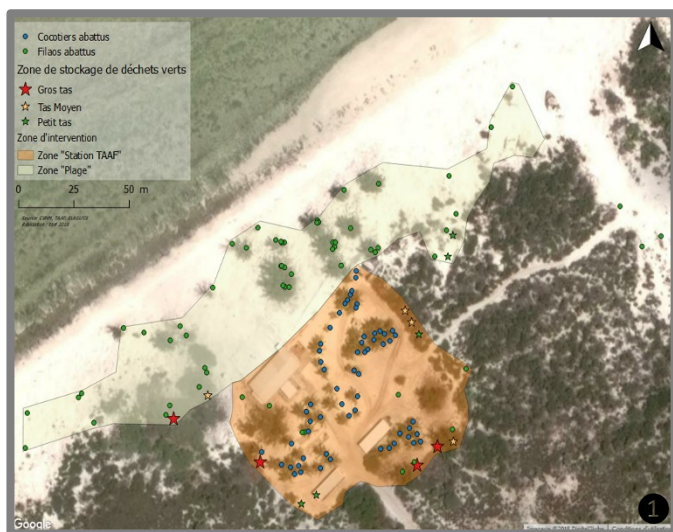 Cocotiers abattus
Filaos abattus
Zone de stockage de déchets verts
Gros tas
Tas Moyen
Petit tas
Zone d'intervention
Zone "Station TAAF"
Zone "Plage"
0 25 50 m
Google
1